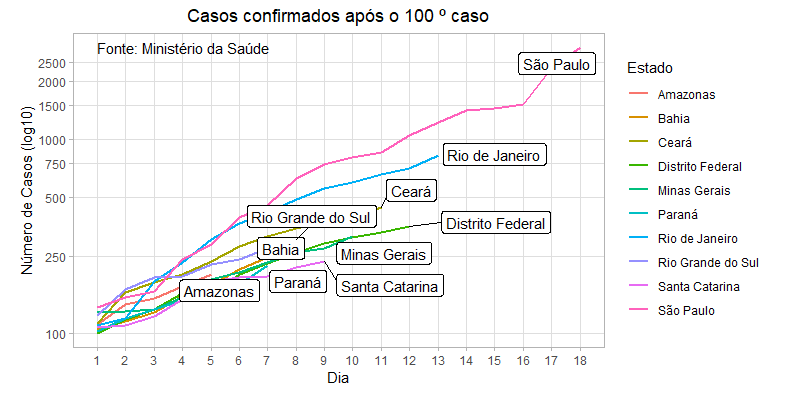 Casos confirmados após o 100 º caso
Fonte: Ministério da Saúde
Número de Casos (log10)
2500
2000
1500
1000
750
500
250
100
São Paulo
Rio de Janeiro
Ceará
Rio Grande do Sul
Distrito Federal
Bahia
Minas Gerais
Paraná
Santa Catarina
Amazonas
1 2 3 4 5 6 7 8 9 10 11 12 13 14 15 16 17 18
Dia
Estado
Amazonas
Bahia
Ceará
Distrito Federal
Minas Gerais
Paraná
Rio de Janeiro
Rio Grande do Sul
Santa Catarina
São Paulo